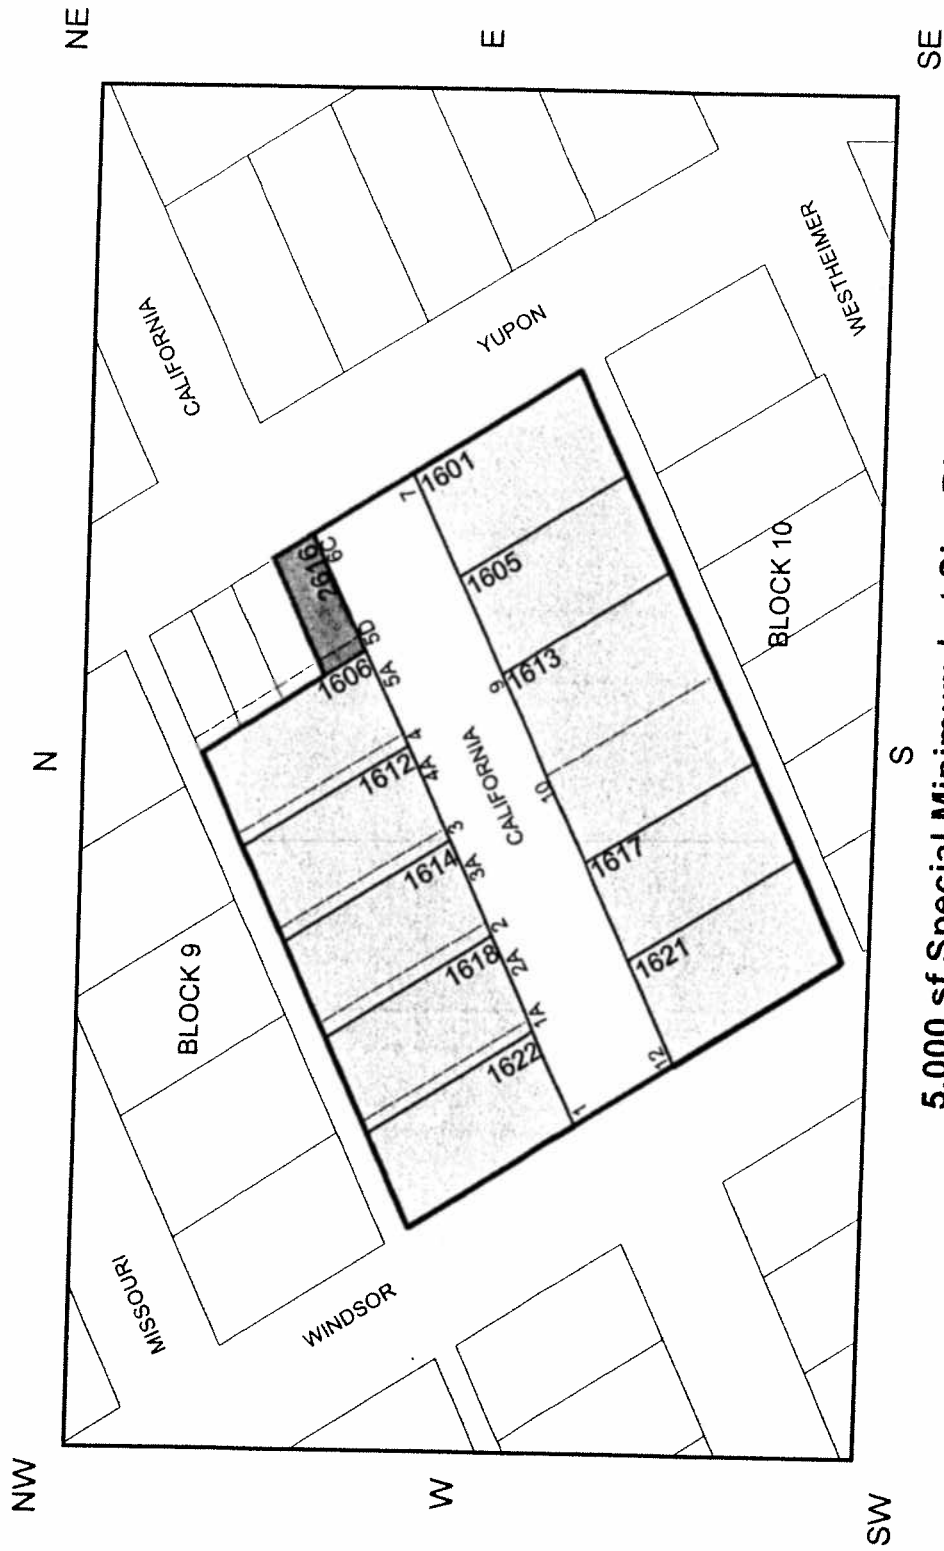 NW
N
NE
MISSOURI
BLOCK 9
CALIFORNIA
WINDSOR
1622
1618
1614
1612
1606
2616
1
1A
2A
2
3A
3
4A
4
5A
5D
6C
W
CALIFORNIA
YUPON
E
12
10
9
7
1621
1617
1613
1605
1601
BLOCK 10
WESTHEIMER
SW
S
SE
5,000 sf Special Minimum Lot Size